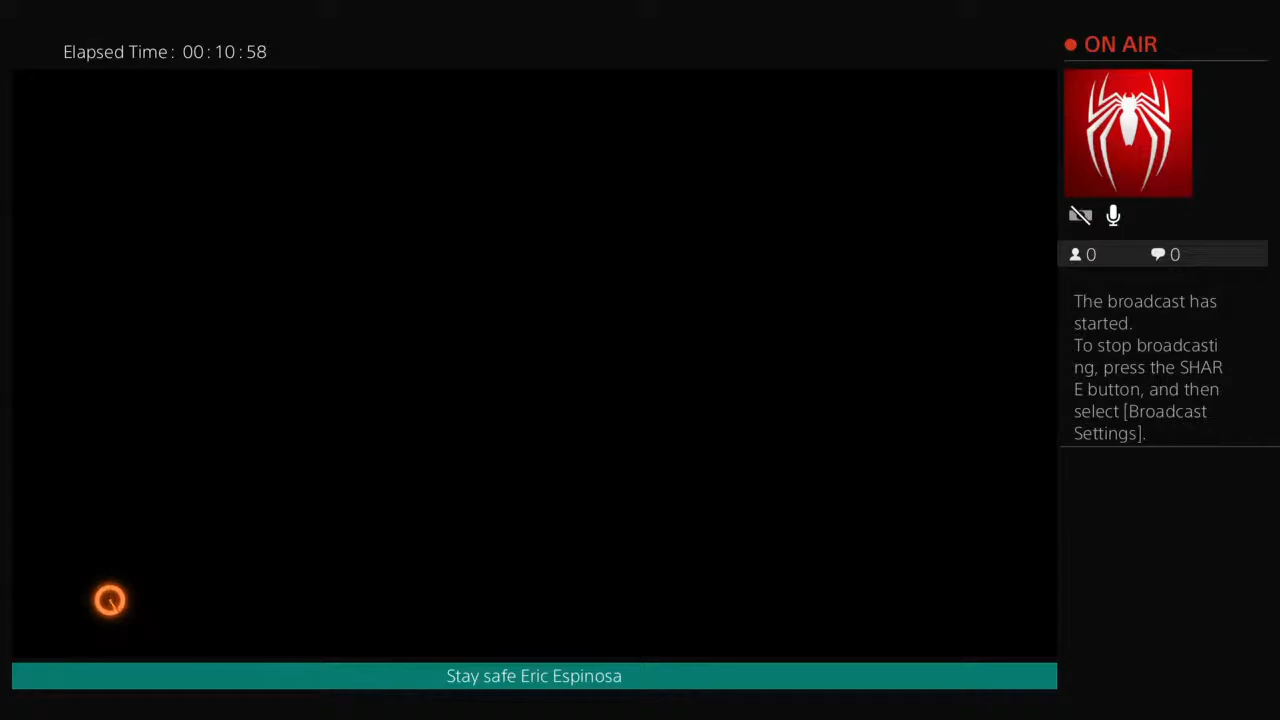 Elapsed Time: 00:10:58
ON AIR
0 0
The broadcast has
started.
To stop broadcasti
ng, press the SHAR
E button, and then
select [Broadcast
Settings].
Stay safe Eric Espinosa